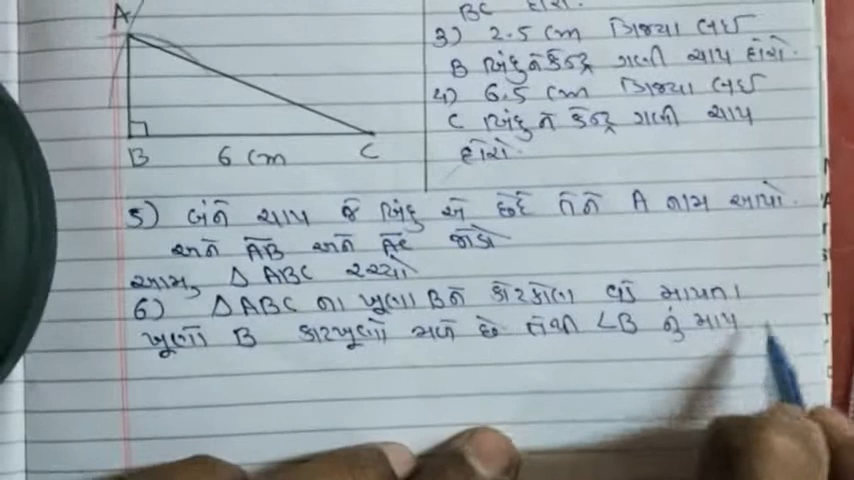 A
B 6 cm C
BC દોરો.
3) 2.5 cm ત્રિજ્યા લઈ
B બિંદુને કેન્દ્ર ગણી ચાપ દોરો.
4) 6.5 cm ત્રિજ્યા લઈ
C બિંદુને કેન્દ્ર ગણી ચાપ
દોરો.
5) બંને ચાપ જે બિંદુ એ છેદે તેને A નામ આપો.
અને AB અને AC જોડો
આમ, Δ ABC રચ્યો
6) ΔABC ના ખૂણા B ને કોણમાપક વડે માપતા
ખૂણો B કાટખૂણો મળે છે તેથી ∠B નું માપ